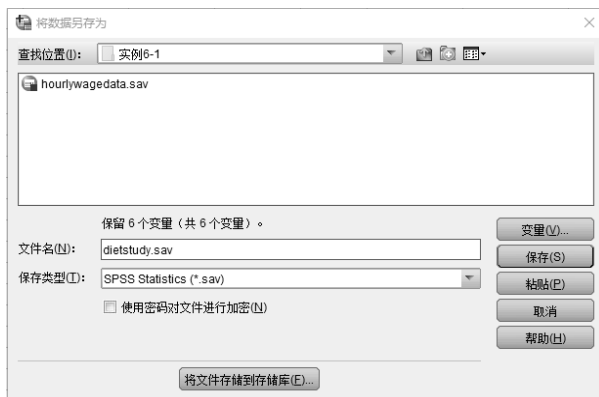 将数据另存为
查找位置(I): 实例6-1
hourlywagedata.sav
保留 6 个变量（共 6 个变量）。
变量(V)...
文件名(N): dietstudy.sav
保存(S)
保存类型(T): SPSS Statistics (*.sav)
粘贴(P)
使用密码对文件进行加密(N)
取消
帮助(H)
将文件存储到存储库(E)...